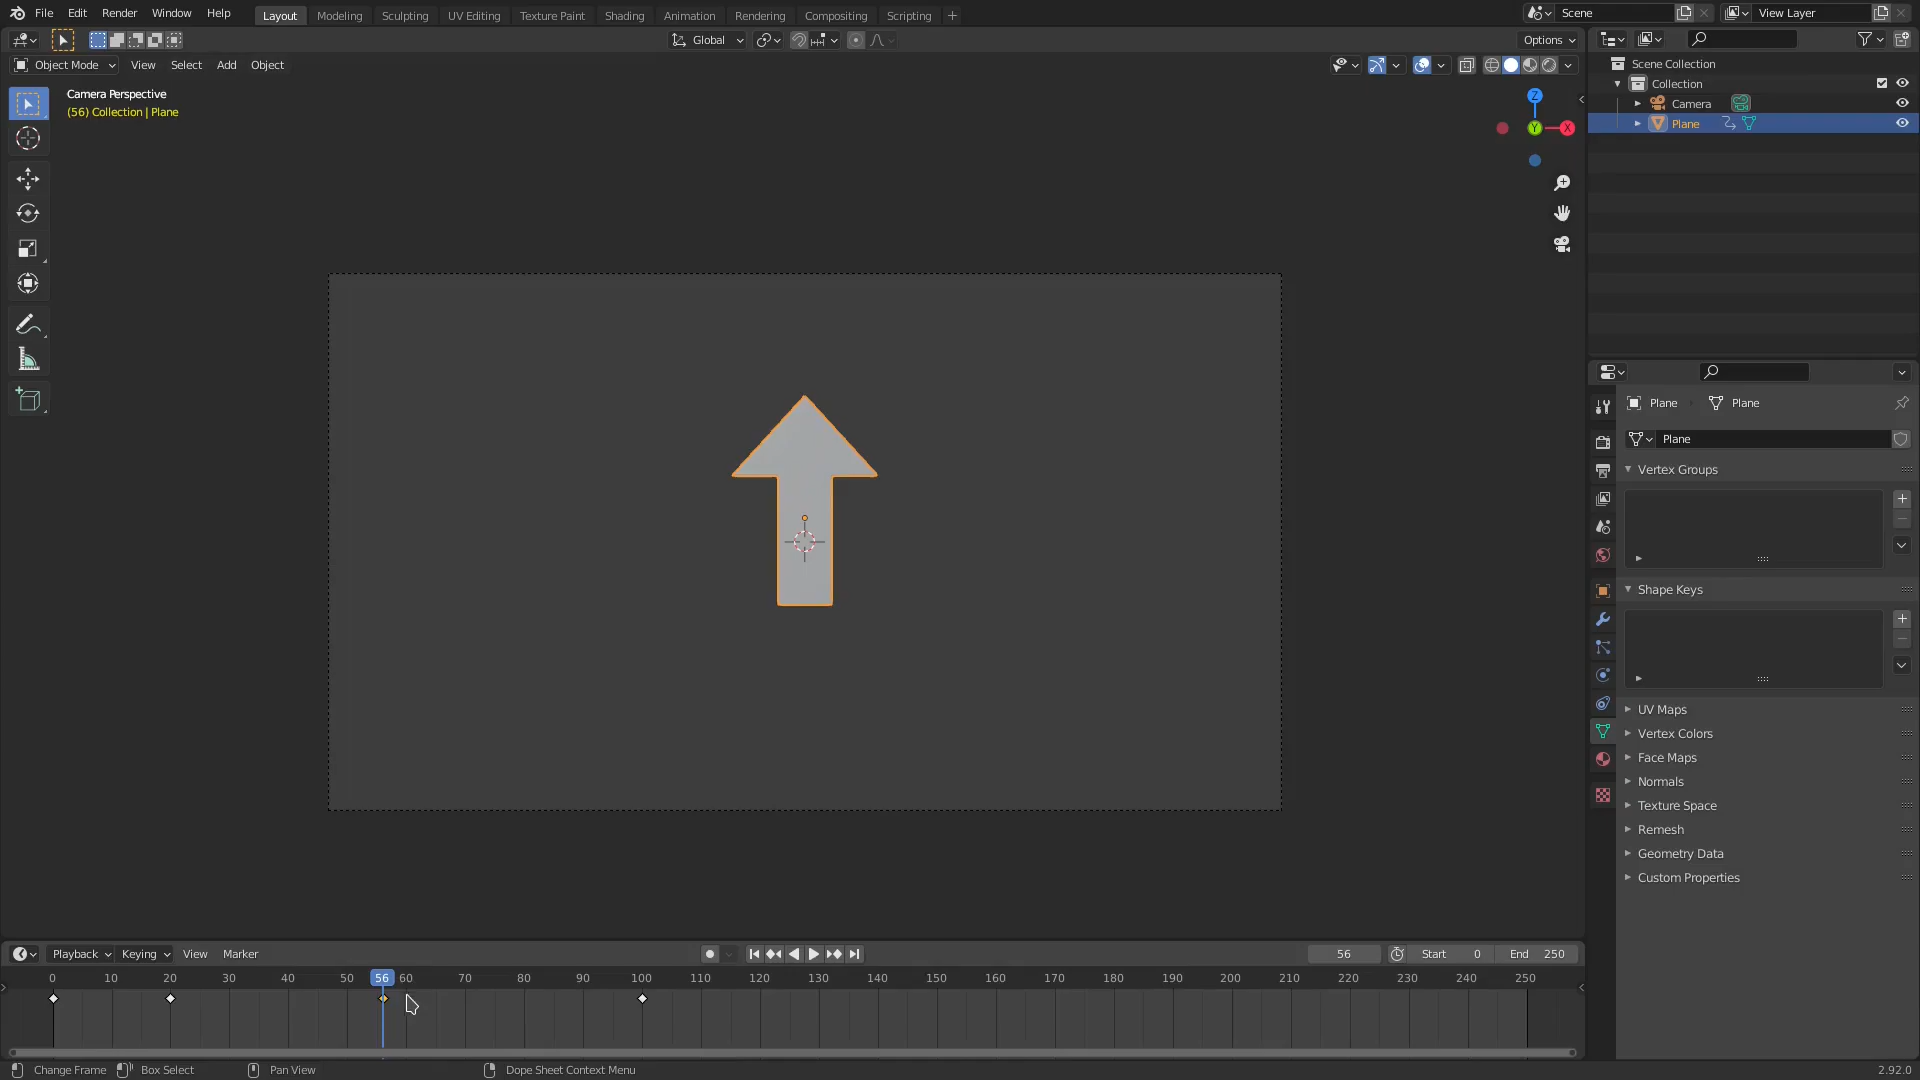 File Edit Render Window Help Layout Modeling Sculpting UV Editing Texture Paint Shading Animation Rendering Compositing Scripting + Scene View Layer
Global Options
Object Mode View Select Add Object
Camera Perspective
(56) Collection | Plane
Z
Y
X
Scene Collection
Collection
Camera
Plane
Plane Plane
Plane
Vertex Groups
Shape Keys
UV Maps
Vertex Colors
Face Maps
Normals
Texture Space
Remesh
Geometry Data
Custom Properties
Playback Keying View Marker 56 Start 0 End 250
0 10 20 30 40 50 56 60 70 80 90 100 110 120 130 140 150 160 170 180 190 200 210 220 230 240 250
Change Frame Box Select Pan View Dope Sheet Context Menu 2.92.0